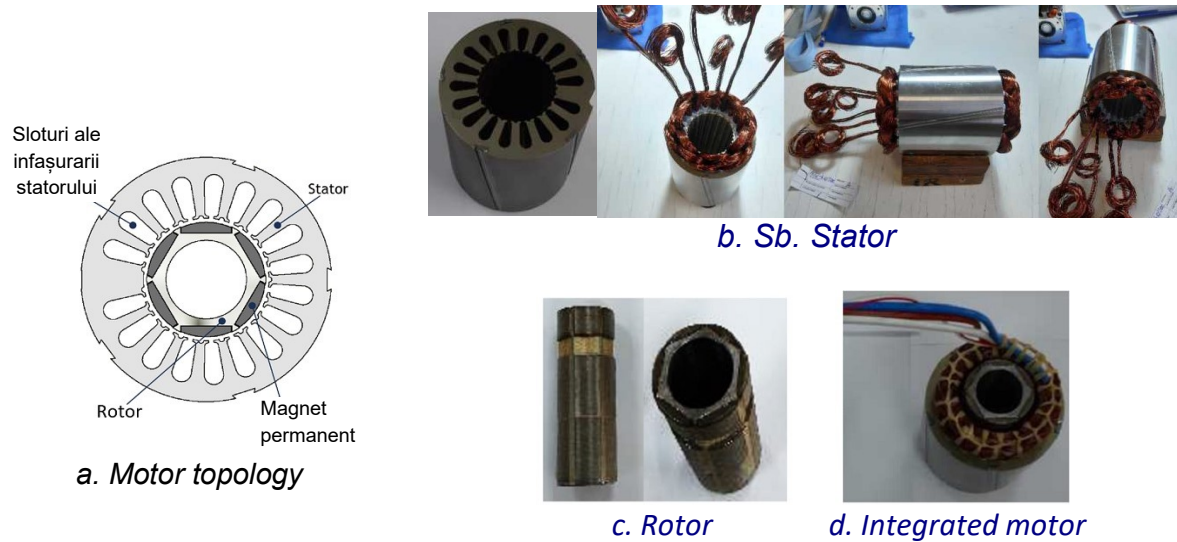 Sloturi ale
infașurarii
statorului
Stator
Rotor
Magnet
permanent
a. Motor topology
b. Sb. Stator
c. Rotor
d. Integrated motor